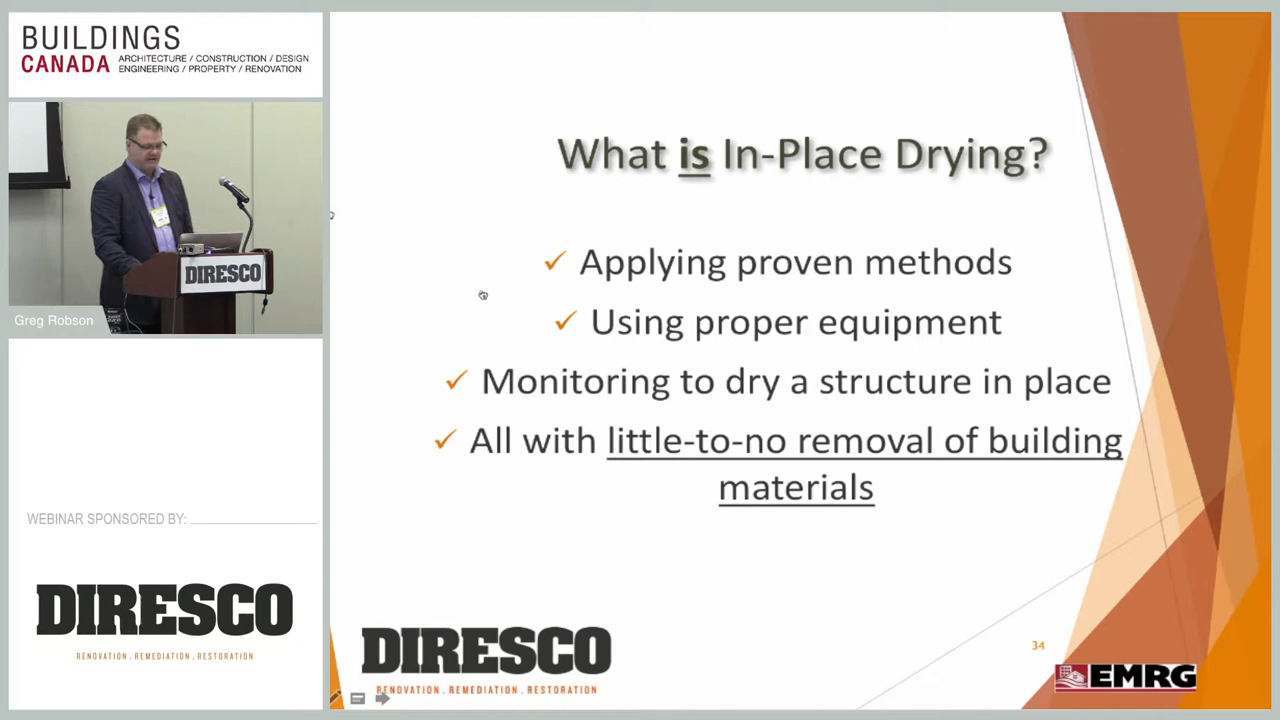 BUILDINGS
CANADA ARCHITECTURE / CONSTRUCTION / DESIGN
ENGINEERING / PROPERTY / RENOVATION
DIRESCO
Greg Robson
WEBINAR SPONSORED BY:
DIRESCO
RENOVATION . REMEDIATION . RESTORATION
What is In-Place Drying?
✓ Applying proven methods
✓ Using proper equipment
✓ Monitoring to dry a structure in place
✓ All with little-to-no removal of building
materials
DIRESCO
RENOVATION . REMEDIATION . RESTORATION
34
EMRG